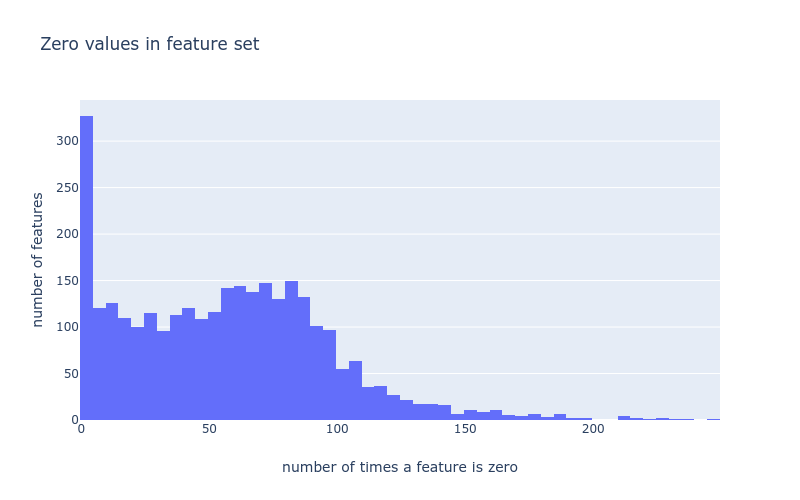 Zero values in feature set
300
250
200
150
100
50
0
number of features
0 50 100 150 200
number of times a feature is zero